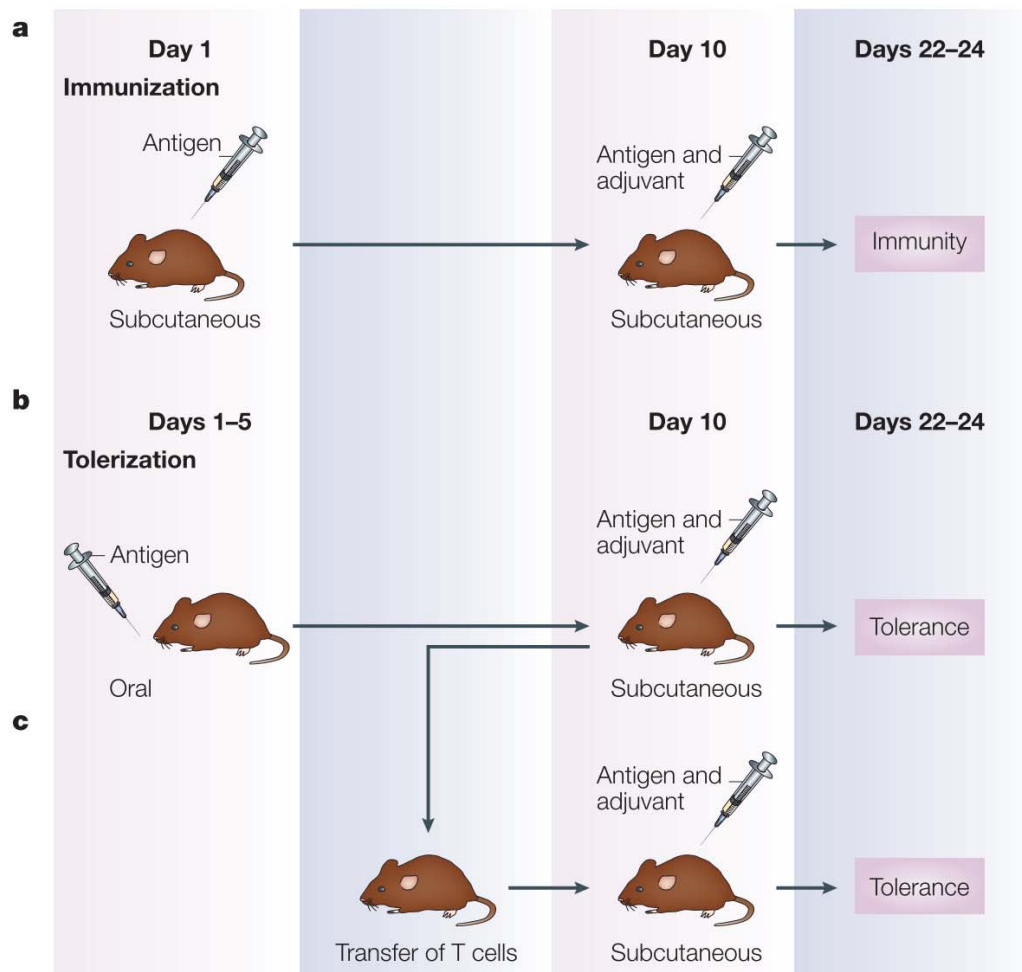 a
Day 1
Day 10
Days 22–24
Immunization
Antigen
Antigen and
adjuvant
Immunity
Subcutaneous
Subcutaneous
b
Days 1–5
Day 10
Days 22–24
Tolerization
Antigen and
adjuvant
Antigen
Tolerance
Oral
Subcutaneous
c
Antigen and
adjuvant
Tolerance
Transfer of T cells
Subcutaneous